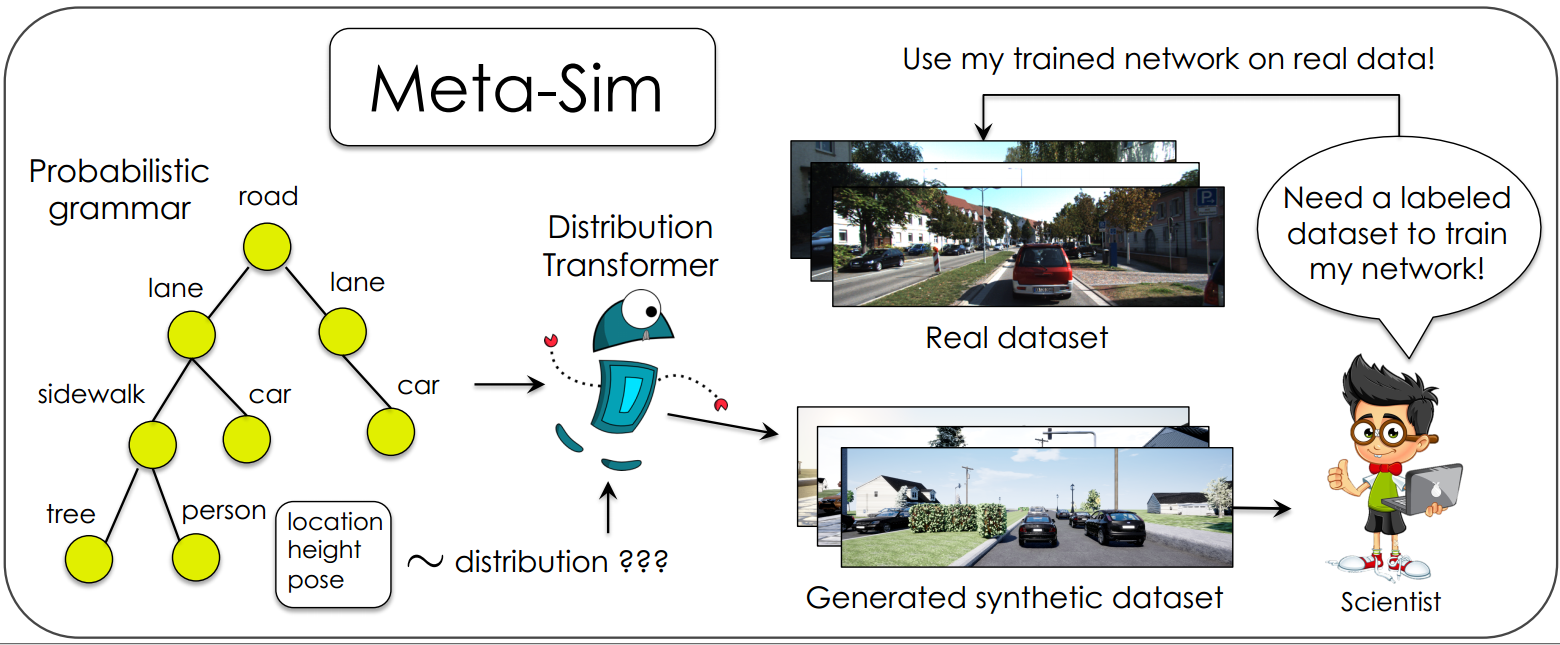 Meta-Sim
Use my trained network on real data!
Probabilistic
grammar
road
lane
lane
sidewalk
car
car
tree
person
location
height
pose
~ distribution ???
Distribution
Transformer
Real dataset
Generated synthetic dataset
Need a labeled
dataset to train
my network!
Scientist
P